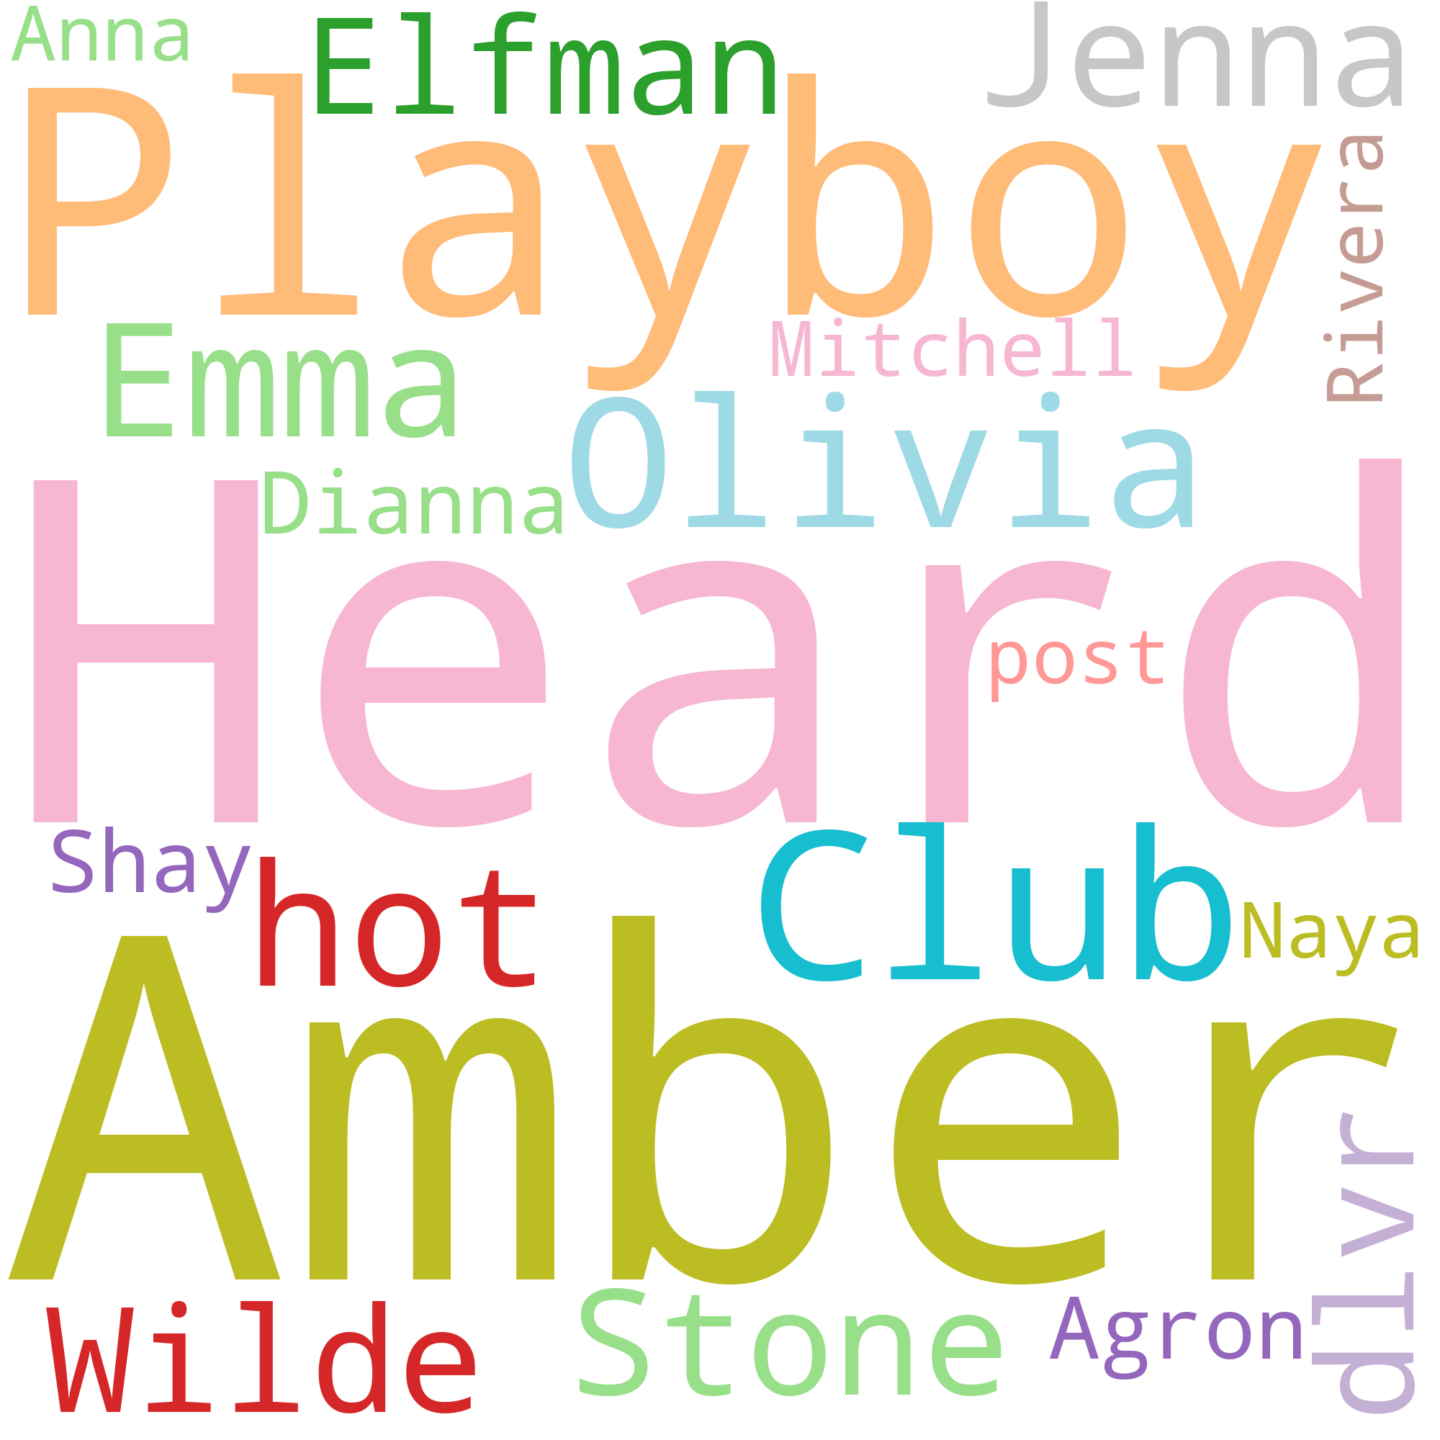 Anna
Elfman
Jenna
Playboy
Rivera
Emma
Mitchell
Olivia
Dianna
Heard
post
Shay
hot
Club
Naya
Amber
dlvr
Wilde
Stone
Agron